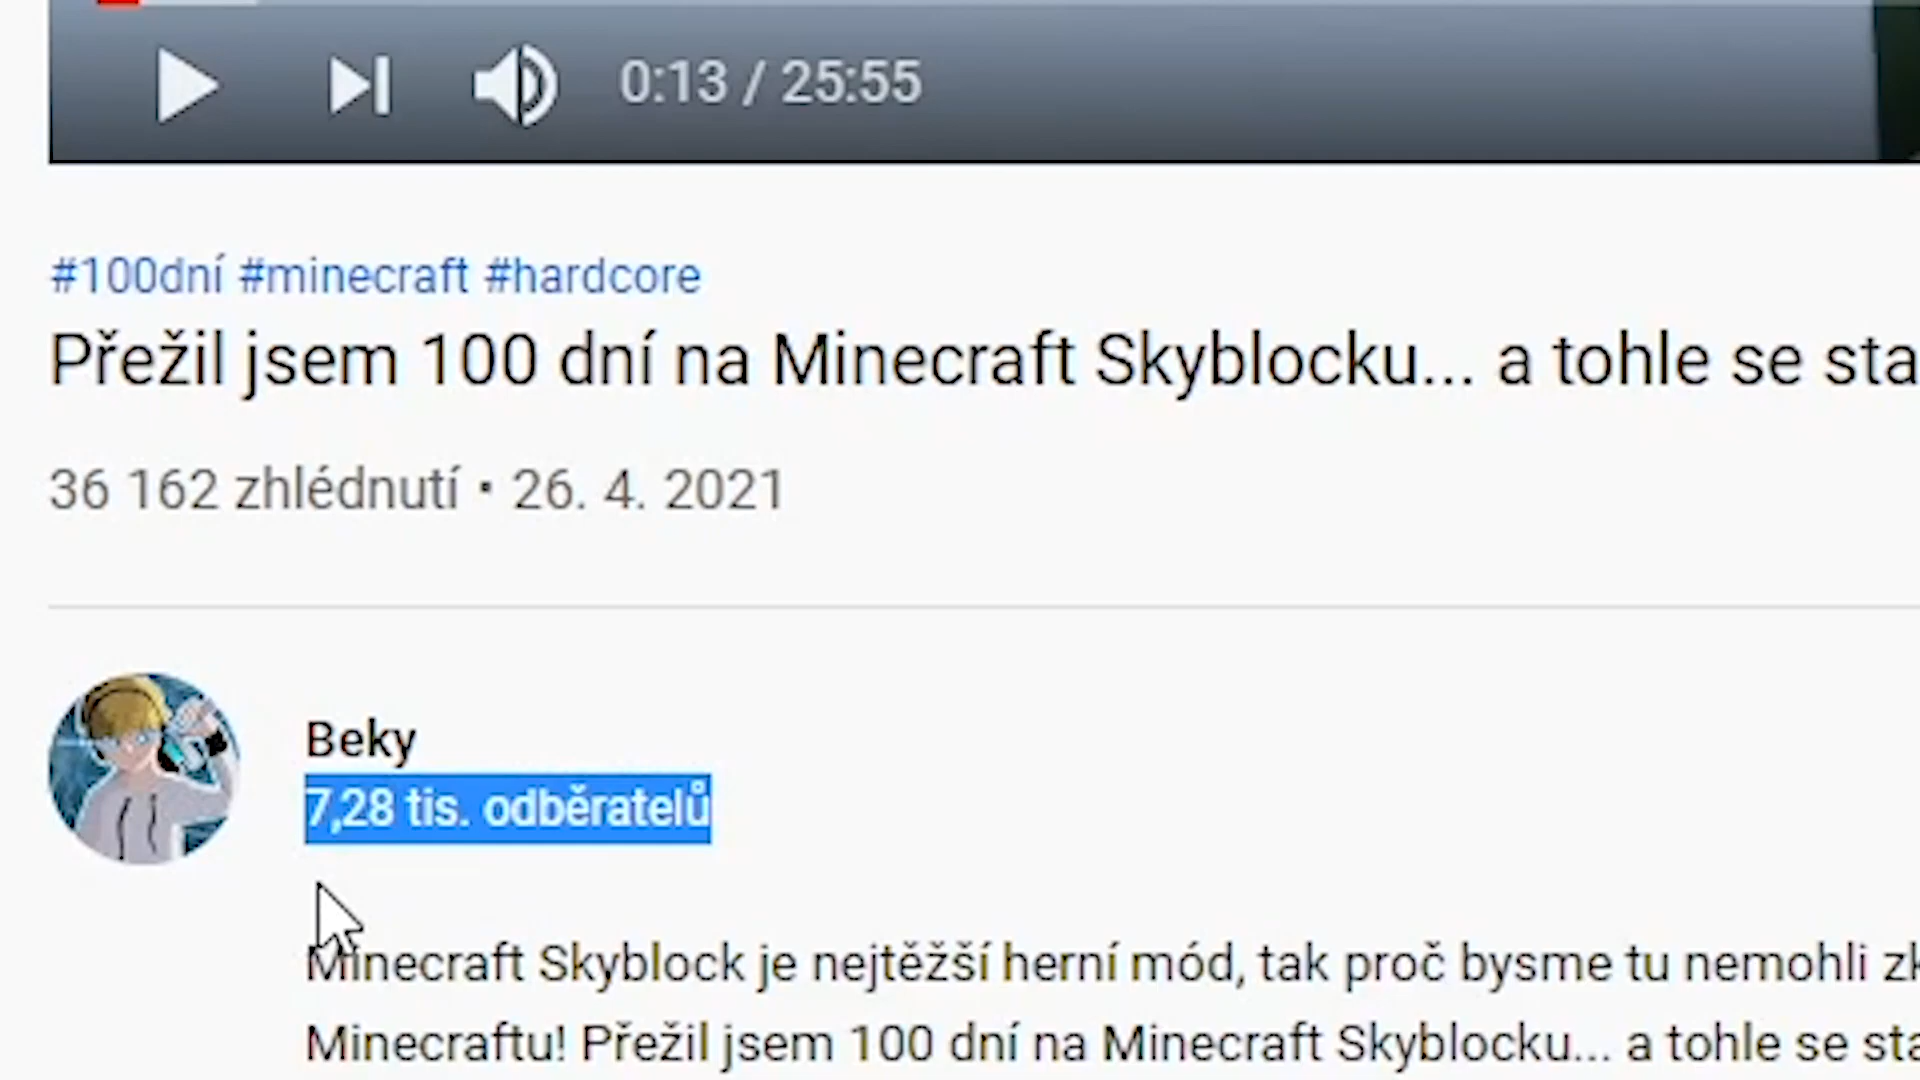 0:13 / 25:55
#100dní #minecraft #hardcore
Přežil jsem 100 dní na Minecraft Skyblocku... a tohle se sta
36 162 zhlédnutí • 26. 4. 2021
Beky
7,28 tis. odběratelů
Minecraft Skyblock je nejtěžší herní mód, tak proč bysme tu nemohli zk
Minecraftu! Přežil jsem 100 dní na Minecraft Skyblocku... a tohle se sta